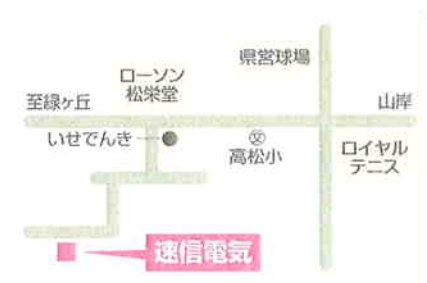 県営球場
ローソン
松栄堂
至緑ヶ丘
山岸
いせでんき
文
高松小
ロイヤル
テニス
速信電気